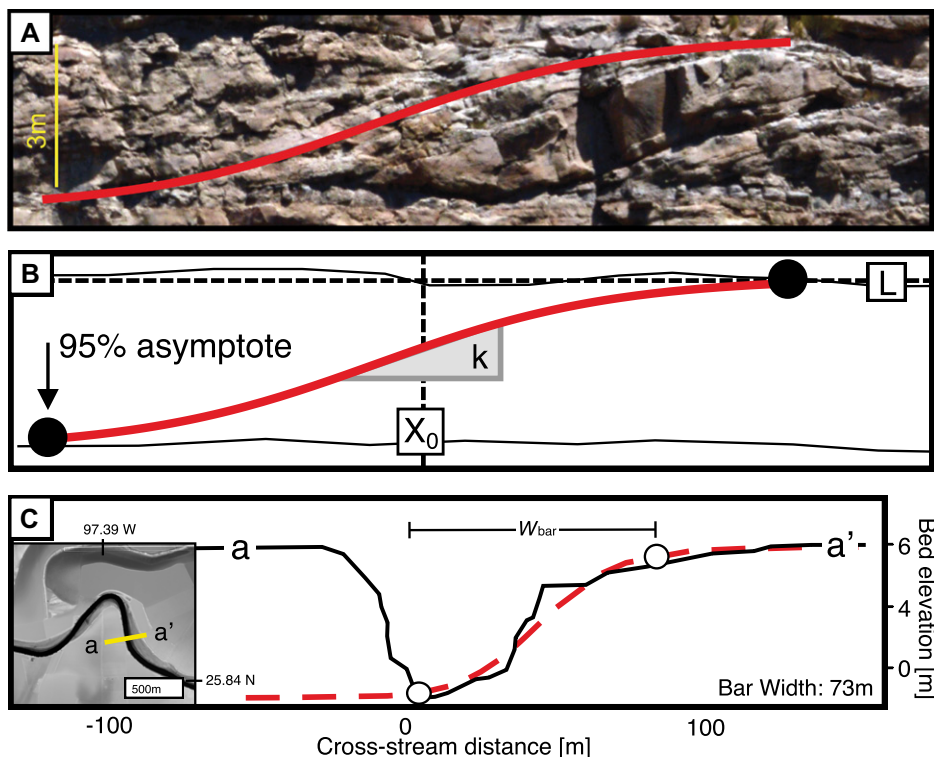 A
3m
B
L
95% asymptote
k
X0
C
97.39 W
Wbar
a
a'
6
a
a'
4
25.84 N
500m
0
Bar Width: 73m
Bed elevation [m]
-100
0
100
Cross-stream distance [m]